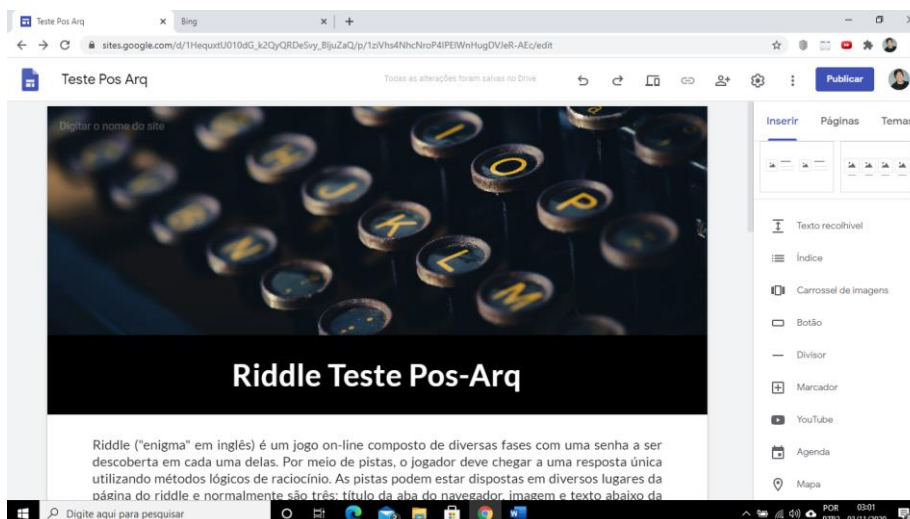 Teste Pos Arq
Bing
sites.google.com/d/1HequxtU010dG_k2QyQRDeSvy_BljuZaQ/p/1ziVhs4NhcNroP4lPElWnHugDVJeR-AEc/edit
Teste Pos Arq
Todas as alterações foram salvas no Drive
Publicar
Digitar o nome do site
Inserir Páginas Temas
H
I
O
P
J
K
L
N
M
Riddle Teste Pos-Arq
Riddle ("enigma" em inglês) é um jogo on-line composto de diversas fases com uma senha a ser
descoberta em cada uma delas. Por meio de pistas, o jogador deve chegar a uma resposta única
utilizando métodos lógicos de raciocínio. As pistas podem estar dispostas em diversos lugares da
página do riddle e normalmente são três: título da aba do navegador, imagem e texto abaixo da
Texto recolhível
Índice
Carrossel de imagens
Botão
Divisor
Marcador
YouTube
Agenda
Mapa
Digite aqui para pesquisar
POR 03:01
PTB2 01/11/2020